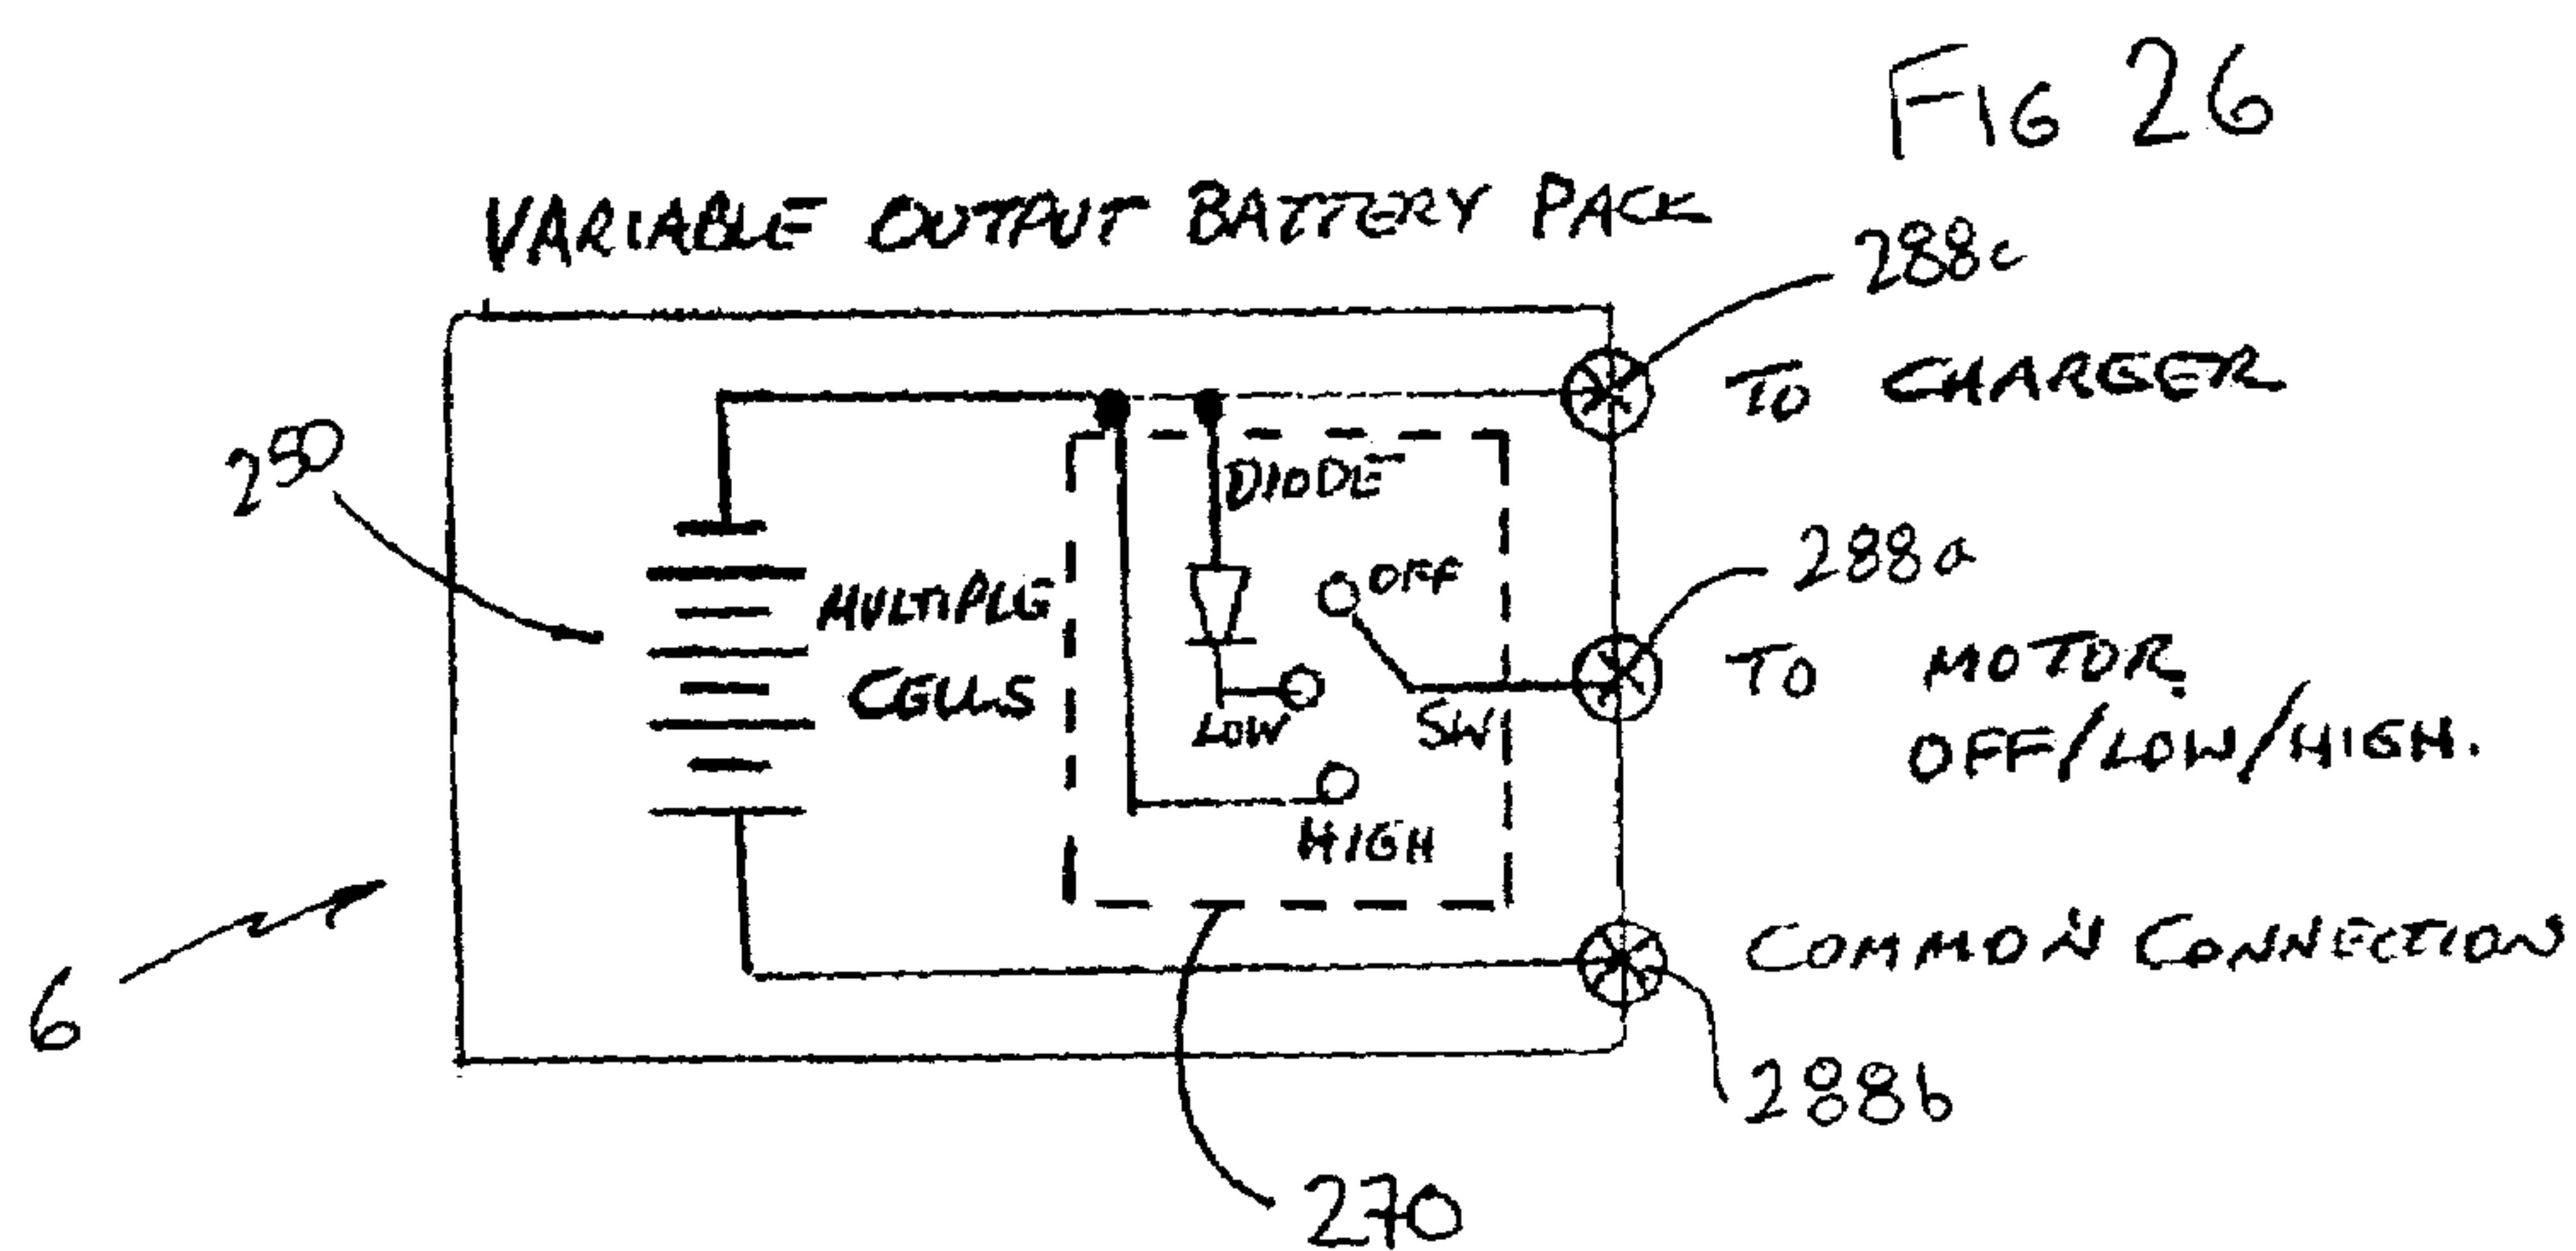 FIG 26
VARIABLE OUTPUT BATTERY PACK
288c
TO CHARGER
250
DIODE
288a
OFF
MULTIPLE
CELLS
TO MOTOR
OFF/LOW/HIGH.
LOW
SW
HIGH
COMMON CONNECTION
6
288b
270